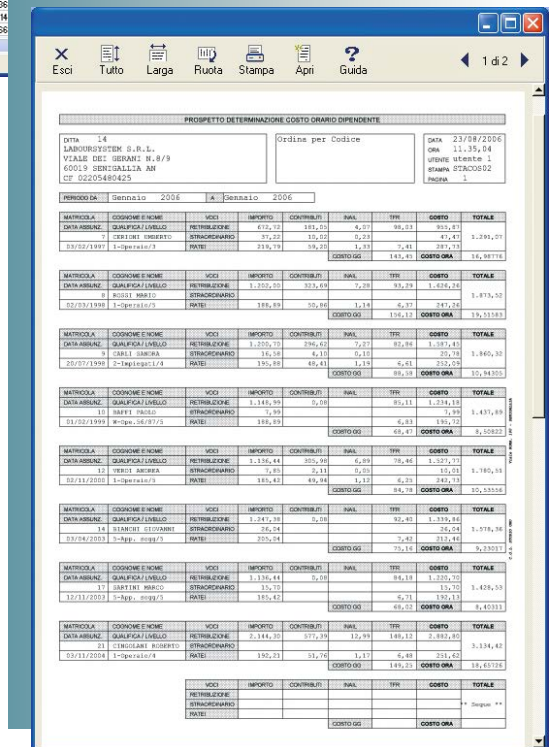 Esci Tutto Larga Ruota Stampa Apri Guida 1 di 2
PROSPETTO DETERMINAZIONE COSTO ORARIO DIPENDENTE
DITTA 14 Ordina per Codice DATA 23/08/2006
LABOURSYSTEM S.R.L. ORA 11.35,04
VIALE DEI GERANI N.8/9 UTENTE utente 1
60019 SENIGALLIA AN STAMPA STACOS02
CF 02205480425 PAGINA 1
PERIODO DA Gennaio 2006 A Gennaio 2006
MATRICOLA COGNOME E NOME VOCI IMPORTO CONTRIBUTI INAIL TFR COSTO TOTALE
DATA ASSUNZ. QUALIFICA / LIVELLO RETRIBUZIONE 672,72 181,05 4,07 98,03 955,87
7 CERIONI UMBERTO STRAORDINARIO 37,22 10,02 0,23 47,47 1.291,07
03/02/1997 1-Operaio/3 RATEI 219,79 59,20 1,33 7,41 287,73
COSTO GG 143,45 COSTO ORA 16,98776
MATRICOLA COGNOME E NOME VOCI IMPORTO CONTRIBUTI INAIL TFR COSTO TOTALE
DATA ASSUNZ. QUALIFICA / LIVELLO RETRIBUZIONE 1.202,00 323,69 7,28 93,29 1.626,26
8 ROSSI MARIO STRAORDINARIO 1.873,52
02/03/1998 1-Operaio/5 RATEI 188,89 50,86 1,14 6,37 247,26
COSTO GG 156,12 COSTO ORA 19,51583
MATRICOLA COGNOME E NOME VOCI IMPORTO CONTRIBUTI INAIL TFR COSTO TOTALE
DATA ASSUNZ. QUALIFICA / LIVELLO RETRIBUZIONE 1.200,70 296,62 7,27 82,86 1.587,45
9 CARLI SANDRA STRAORDINARIO 16,58 4,10 0,10 20,78 1.860,32
20/07/1998 2-Impiegati/4 RATEI 195,88 48,41 1,19 6,61 252,09
COSTO GG 88,58 COSTO ORA 10,94305
MATRICOLA COGNOME E NOME VOCI IMPORTO CONTRIBUTI INAIL TFR COSTO TOTALE
DATA ASSUNZ. QUALIFICA / LIVELLO RETRIBUZIONE 1.148,99 0,08 85,11 1.234,18
10 BAFFI PAOLO STRAORDINARIO 7,99 7,99 1.437,89
01/02/1999 W-Ope.56/87/5 RATEI 188,89 6,83 195,72
COSTO GG 68,47 COSTO ORA 8,50822
MATRICOLA COGNOME E NOME VOCI IMPORTO CONTRIBUTI INAIL TFR COSTO TOTALE
DATA ASSUNZ. QUALIFICA / LIVELLO RETRIBUZIONE 1.136,44 305,98 6,89 78,46 1.527,77
12 VERDI ANDREA STRAORDINARIO 7,85 2,11 0,05 10,01 1.780,51
02/11/2000 1-Operaio/5 RATEI 185,42 1,12 6,25 242,73
COSTO GG 84,78 COSTO ORA 10,53556
MATRICOLA COGNOME E NOME VOCI IMPORTO CONTRIBUTI INAIL TFR COSTO TOTALE
DATA ASSUNZ. QUALIFICA / LIVELLO RETRIBUZIONE 1.247,38 0,08 92,40 1.339,86
14 BIANCHI GIOVANNI STRAORDINARIO 26,04 26,04 1.578,36
03/04/2003 5-App. sogg/5 RATEI 205,04 7,42 212,46
COSTO GG 75,16 COSTO ORA 9,23017
MATRICOLA COGNOME E NOME VOCI IMPORTO CONTRIBUTI INAIL TFR COSTO TOTALE
DATA ASSUNZ. QUALIFICA / LIVELLO RETRIBUZIONE 1.136,44 0,08 84,18 1.220,70
17 SARTINI MARCO STRAORDINARIO 15,70 15,70 1.428,53
12/11/2003 5-App. sogg/5 RATEI 185,42 6,71 192,13
COSTO GG 68,02 COSTO ORA 8,40311
MATRICOLA COGNOME E NOME VOCI IMPORTO CONTRIBUTI INAIL TFR COSTO TOTALE
DATA ASSUNZ. QUALIFICA / LIVELLO RETRIBUZIONE 2.144,30 577,39 12,99 148,12 2.882,80
21 CINGOLANI ROBERTO STRAORDINARIO 3.134,42
03/11/2004 1-Operaio/4 RATEI 192,21 51,76 1,17 6,48 251,62
COSTO GG 149,25 COSTO ORA 18,65726
VOCI IMPORTO CONTRIBUTI INAIL TFR COSTO TOTALE
RETRIBUZIONE
STRAORDINARIO ** Segue **
RATEI
COSTO GG COSTO ORA